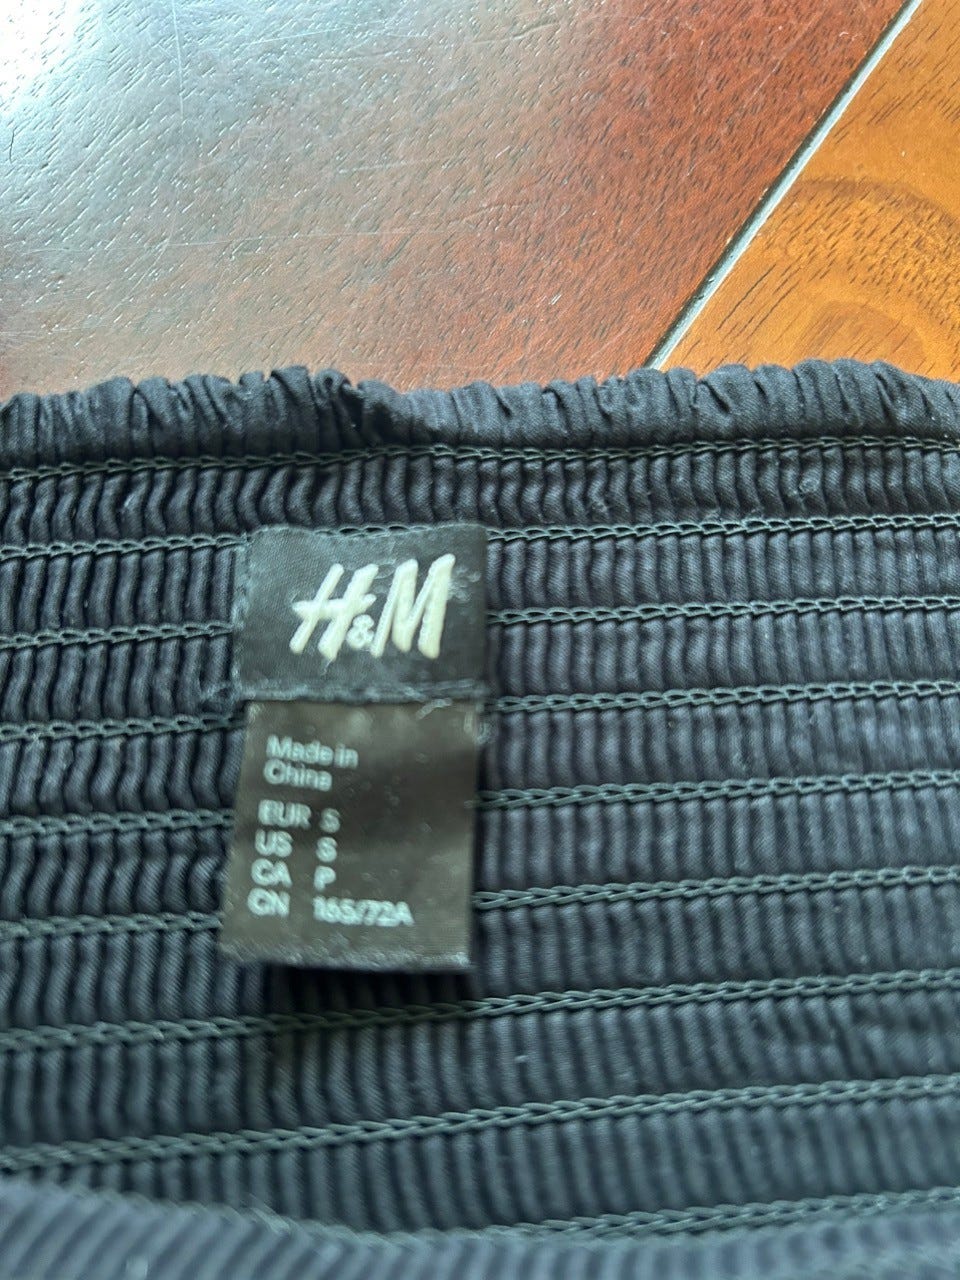 H&M
Made in
China
EUR S
US S
CA P
CN 165/72A